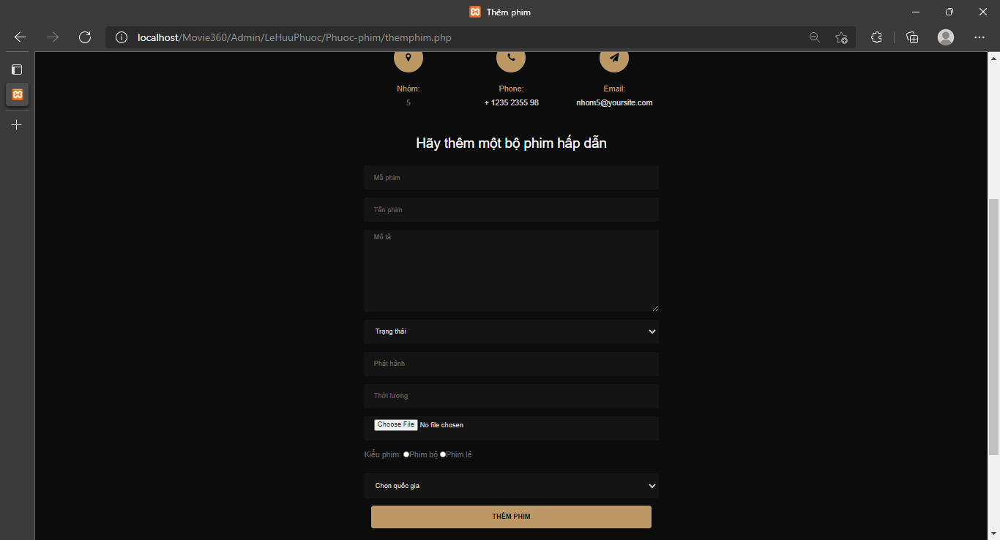 Thêm phim
localhost/Movie360/Admin/LeHuuPhuoc/Phuoc-phim/themphim.php
Nhóm:
5
Phone:
+ 1235 2355 98
Email:
nhom5@yoursite.com
Hãy thêm một bộ phim hấp dẫn
Mã phim
Tên phim
Mô tả
Trạng thái
Phát hành
Thời lượng
Choose File No file chosen
Kiểu phim: Phim bộ Phim lẻ
Chọn quốc gia
THÊM PHIM